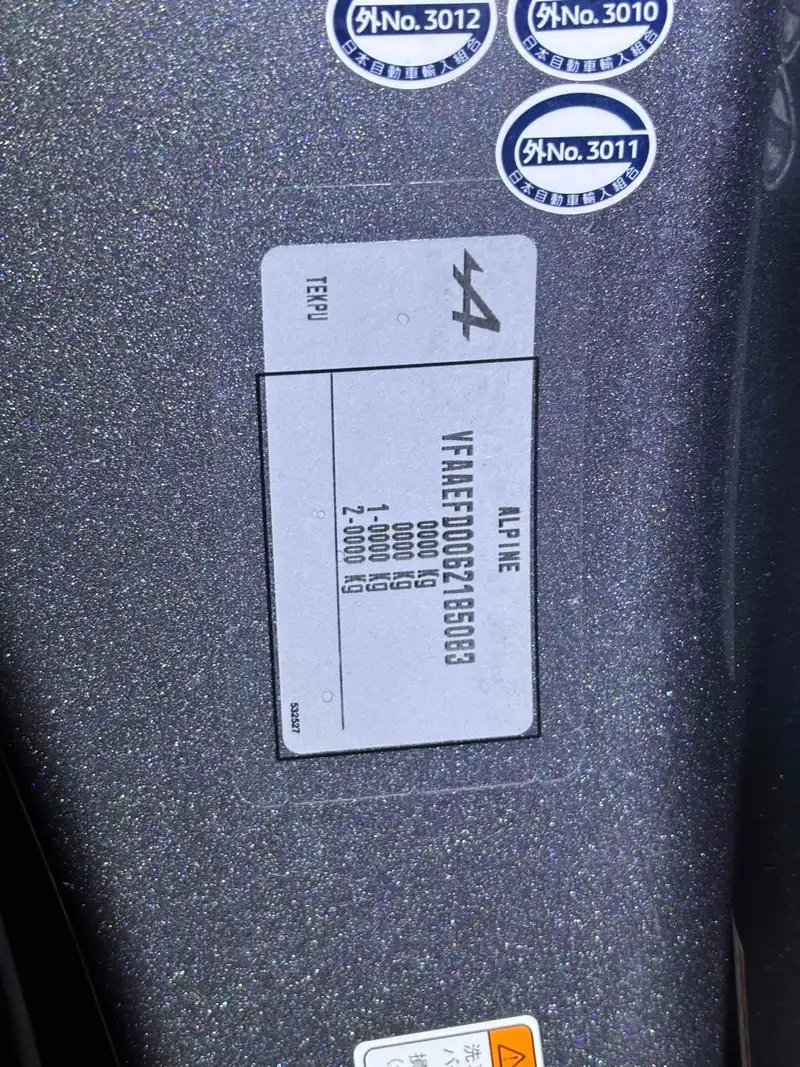 外No. 3012
日本自動車輸入組合
外No. 3010
日本自動車輸入組合
外No. 3011
日本自動車輸入組合
ALPINE
VFAAEFD0062185083
0000 Kg
0000 Kg
1-0000 Kg
2-0000 Kg
TEKPU
532527